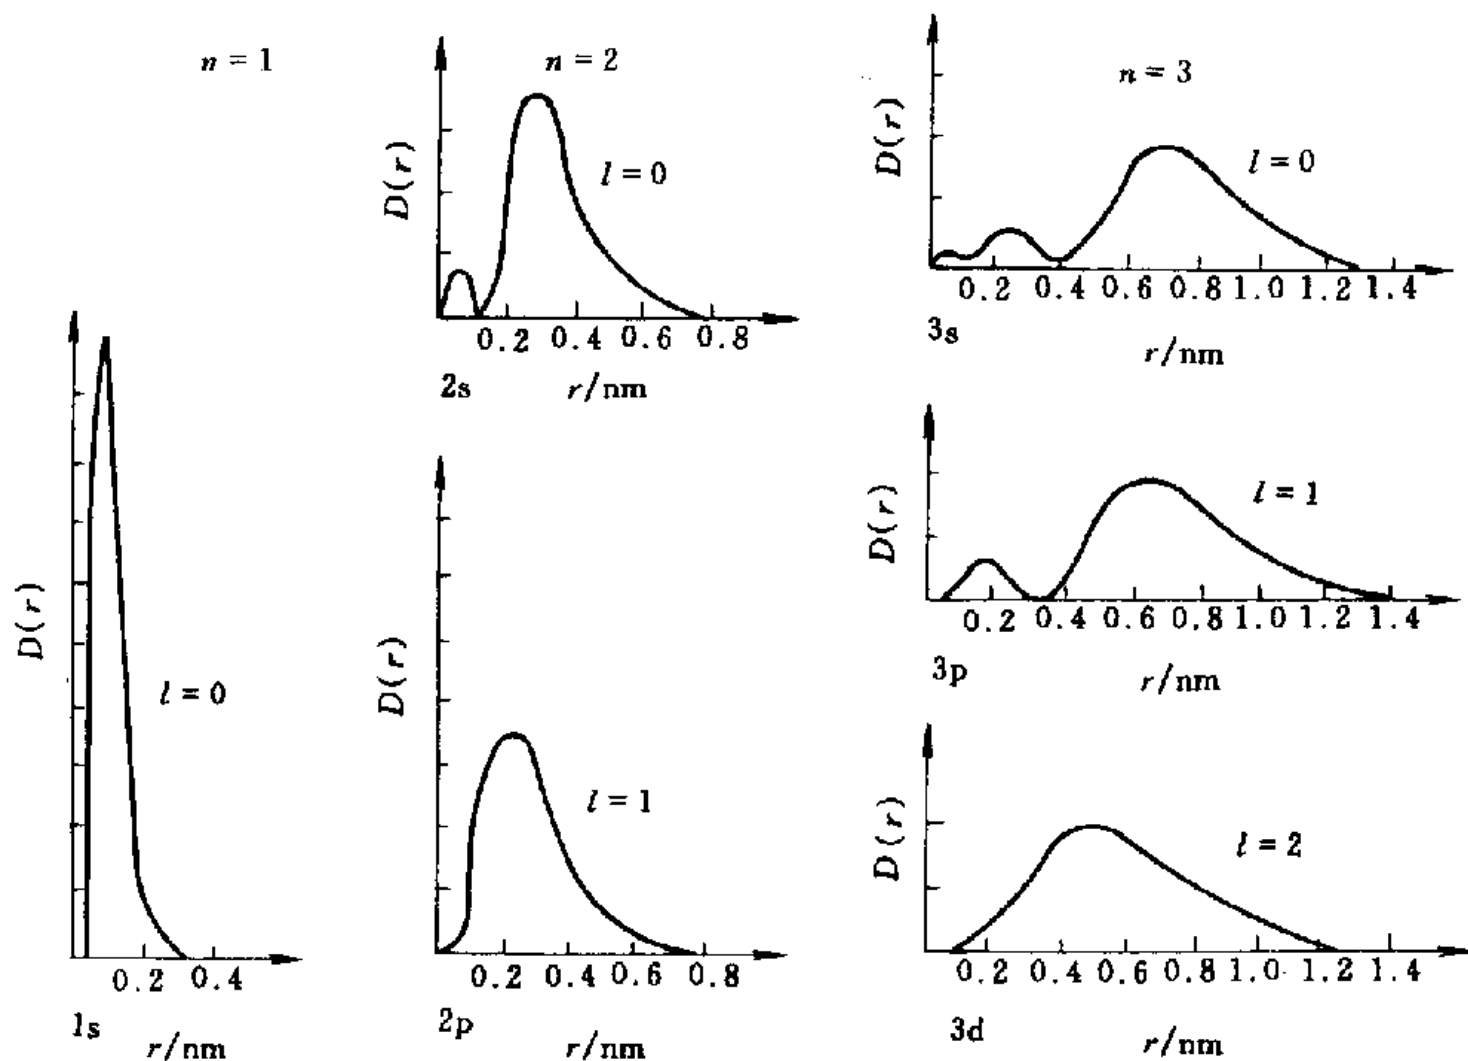 n = 1
D(r)
l = 0
0.2 0.4
1s
r/nm
n = 2
D(r)
l = 0
0.2 0.4 0.6 0.8
2s
r/nm
D(r)
l = 1
0.2 0.4 0.6 0.8
2p
r/nm
n = 3
D(r)
l = 0
0.2 0.4 0.6 0.8 1.0 1.2 1.4
3s
r/nm
D(r)
l = 1
0.2 0.4 0.6 0.8 1.0 1.2 1.4
3p
r/nm
D(r)
l = 2
0.2 0.4 0.6 0.8 1.0 1.2 1.4
3d
r/nm